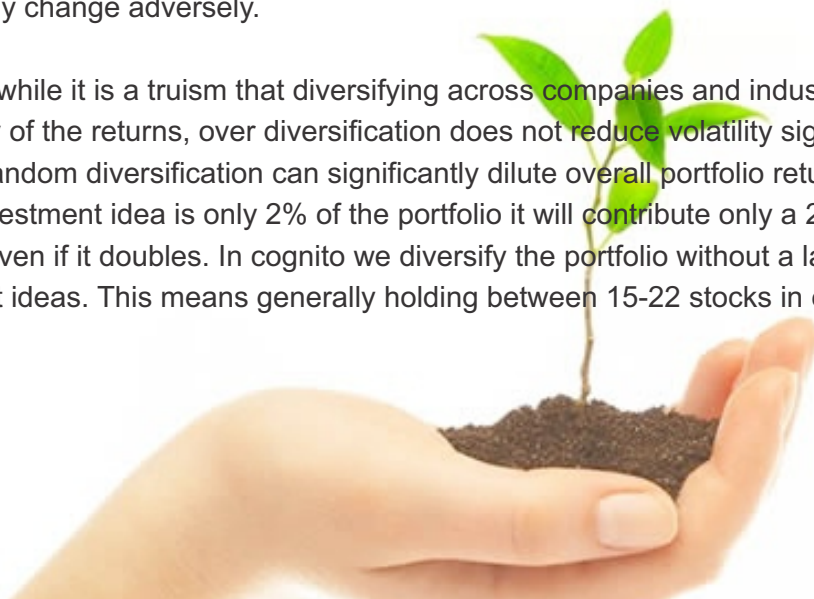 y change adversely.
while it is a truism that diversifying across companies and indus
of the returns, over diversification does not reduce volatility sig
andom diversification can significantly dilute overall portfolio retu
estment idea is only 2% of the portfolio it will contribute only a 2
ven if it doubles. In cognito we diversify the portfolio without a la
t ideas. This means generally holding between 15-22 stocks in